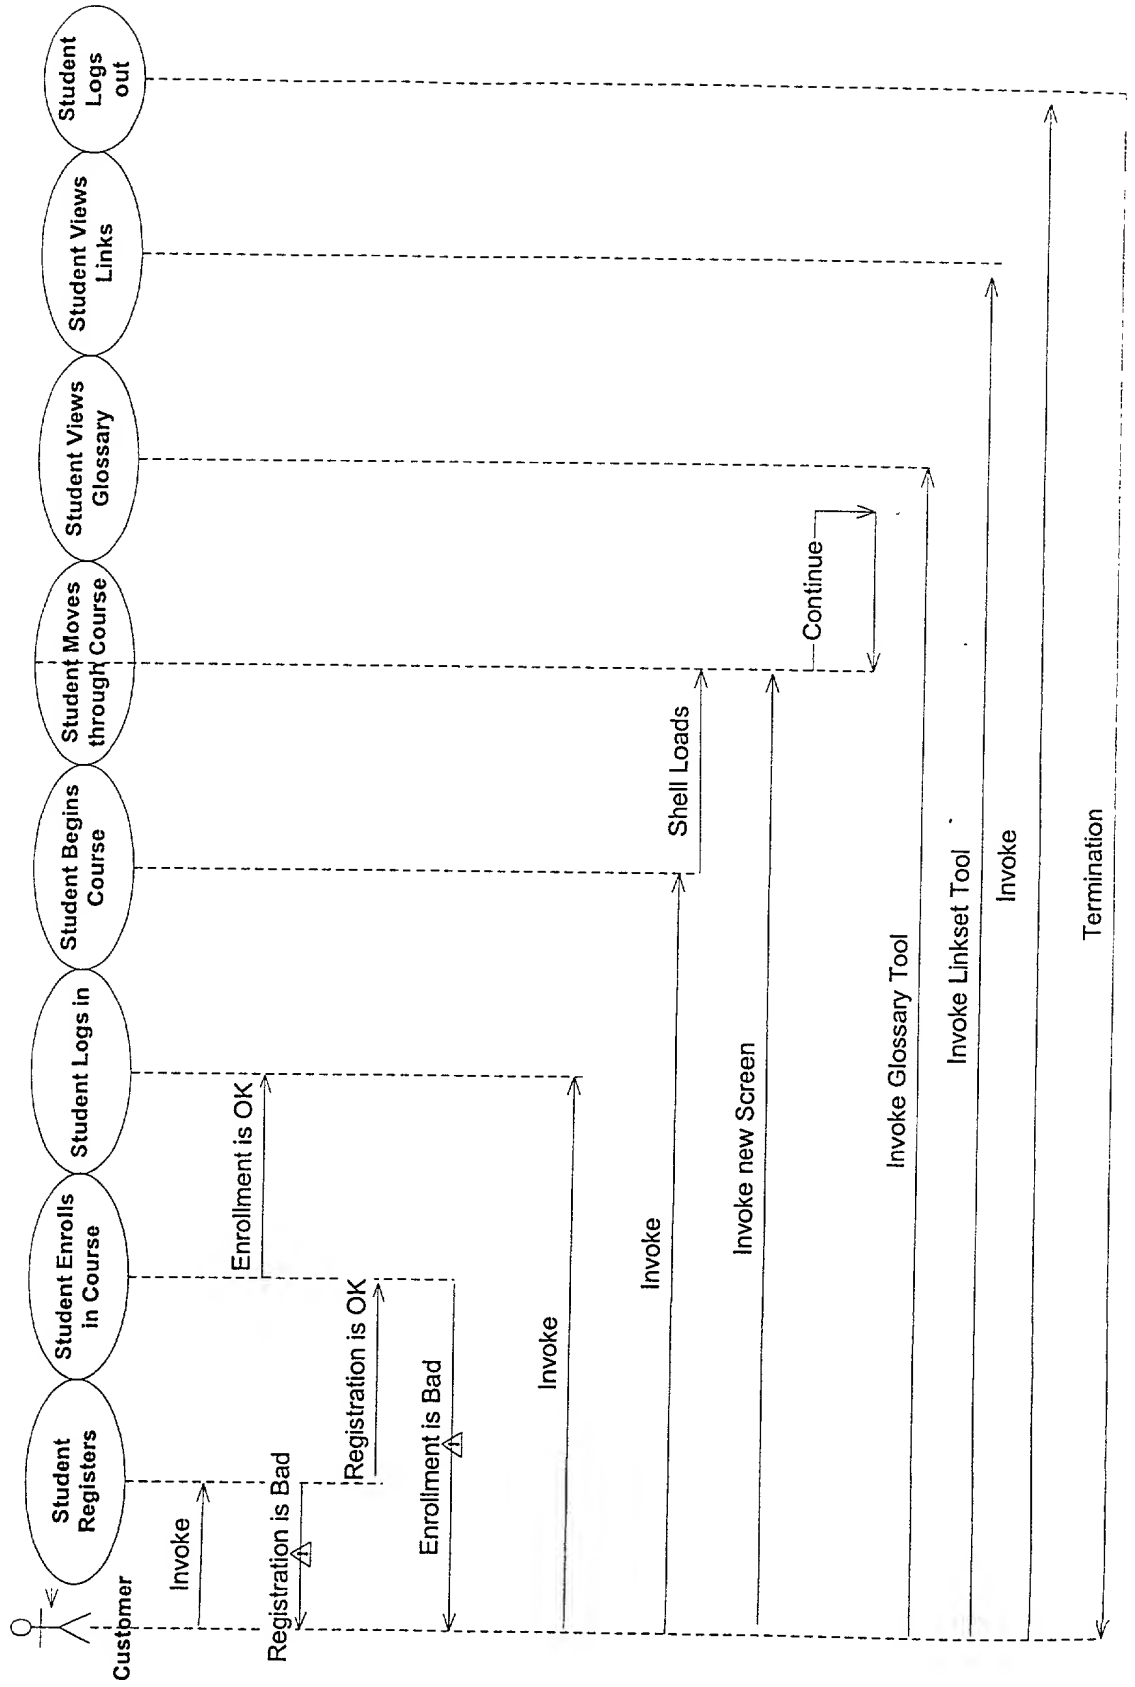 Customer
Student
Registers
Student Enrolls
in Course
Student Logs in
Student Begins
Course
Student Moves
through Course
Student Views
Glossary
Student Views
Links
Student
Logs
out
Invoke
Enrollment is OK
Registration is Bad
Registration is OK
Enrollment is Bad
Invoke
Invoke
Shell Loads
Invoke new Screen
Continue
Invoke Glossary Tool
Invoke Linkset Tool
Invoke
Termination